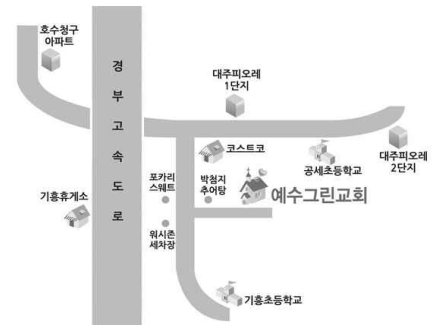 호수청구
아파트
경
부
고
속
도
로
대주피오레
1단지
코스트코
공세초등학교
대주피오레
2단지
포카리
스웨트
박첨지
추어탕
예수그린교회
기흥휴게소
워시존
세차장
기흥초등학교